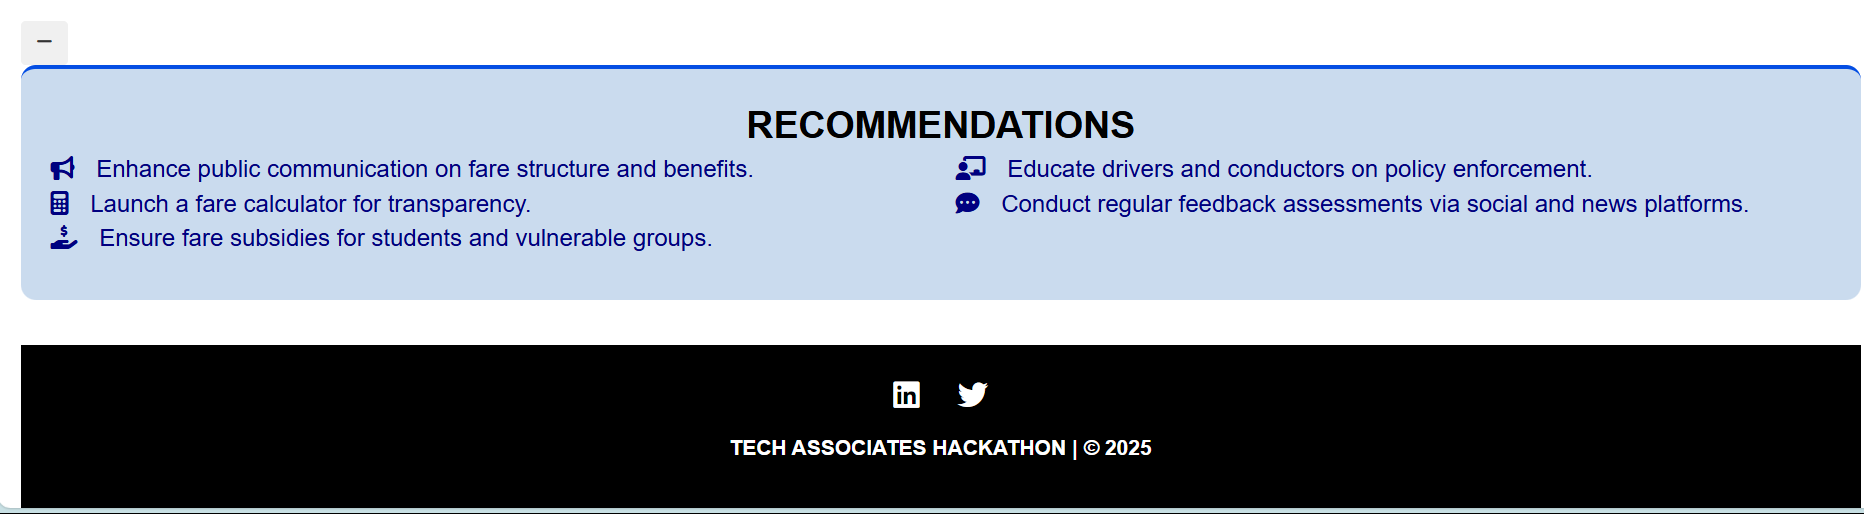 RECOMMENDATIONS
Enhance public communication on fare structure and benefits.
Launch a fare calculator for transparency.
Ensure fare subsidies for students and vulnerable groups.
Educate drivers and conductors on policy enforcement.
Conduct regular feedback assessments via social and news platforms.
TECH ASSOCIATES HACKATHON | © 2025